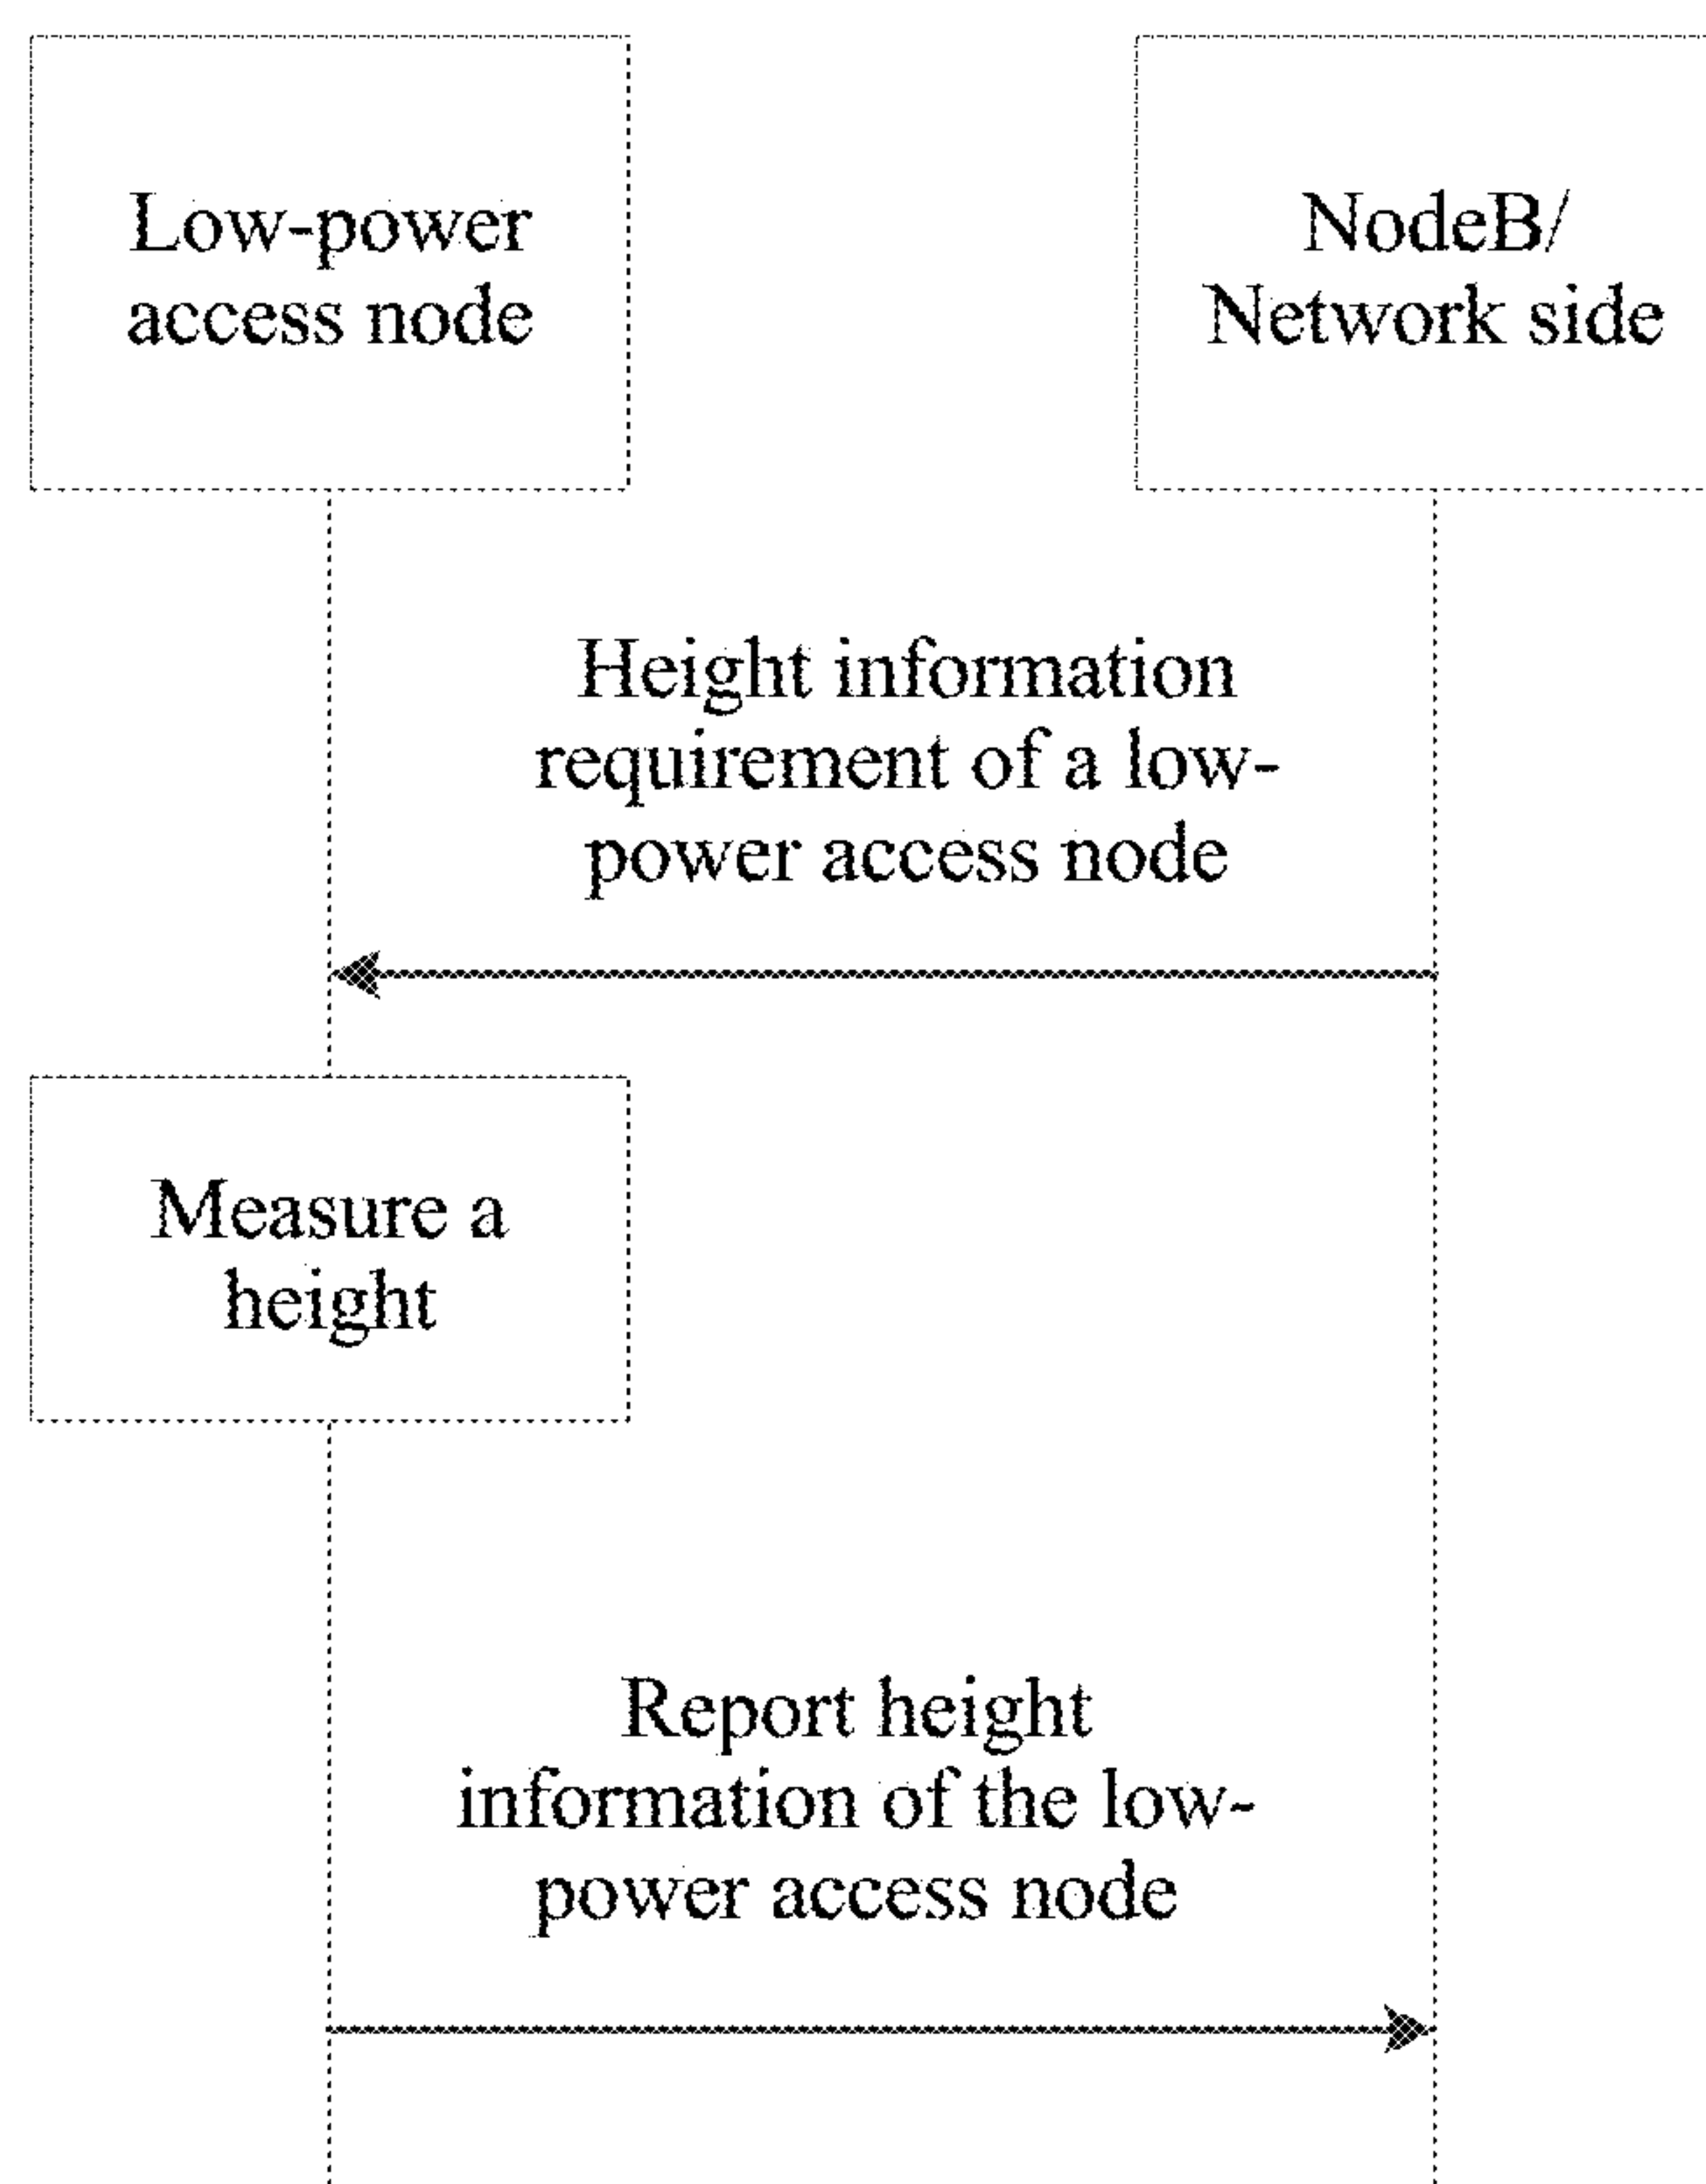 Low-power
access node
NodeB/
Network side
Height information
requirement of a low-
power access node
Measure a
height
Report height
information of the low-
power access node